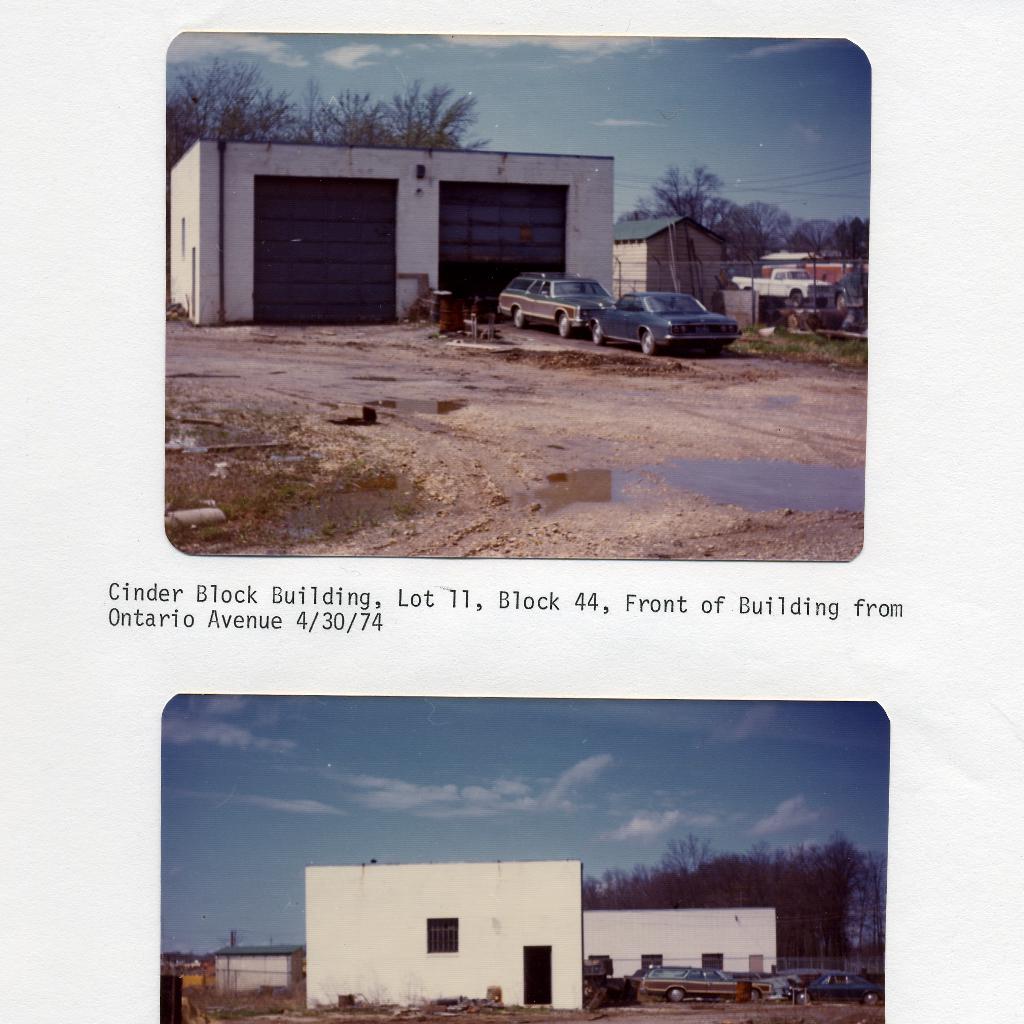 Cinder Block Building, Lot 11, Block 44, Front of Building from
Ontario Avenue 4/30/74